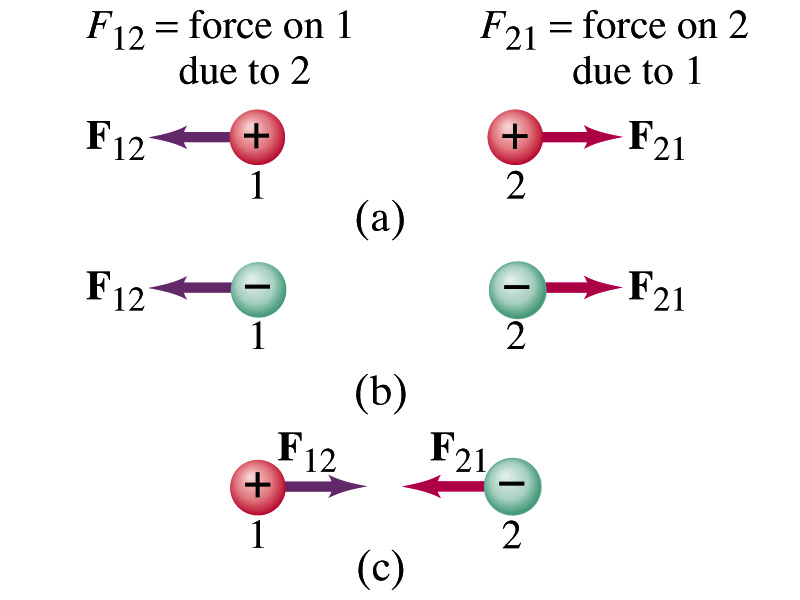 F12 = force on 1
due to 2
F21 = force on 2
due to 1
F12 + + F21
1 2
(a)
F12 − − F21
1 2
(b)
F12 F21
+ −
1 2
(c)